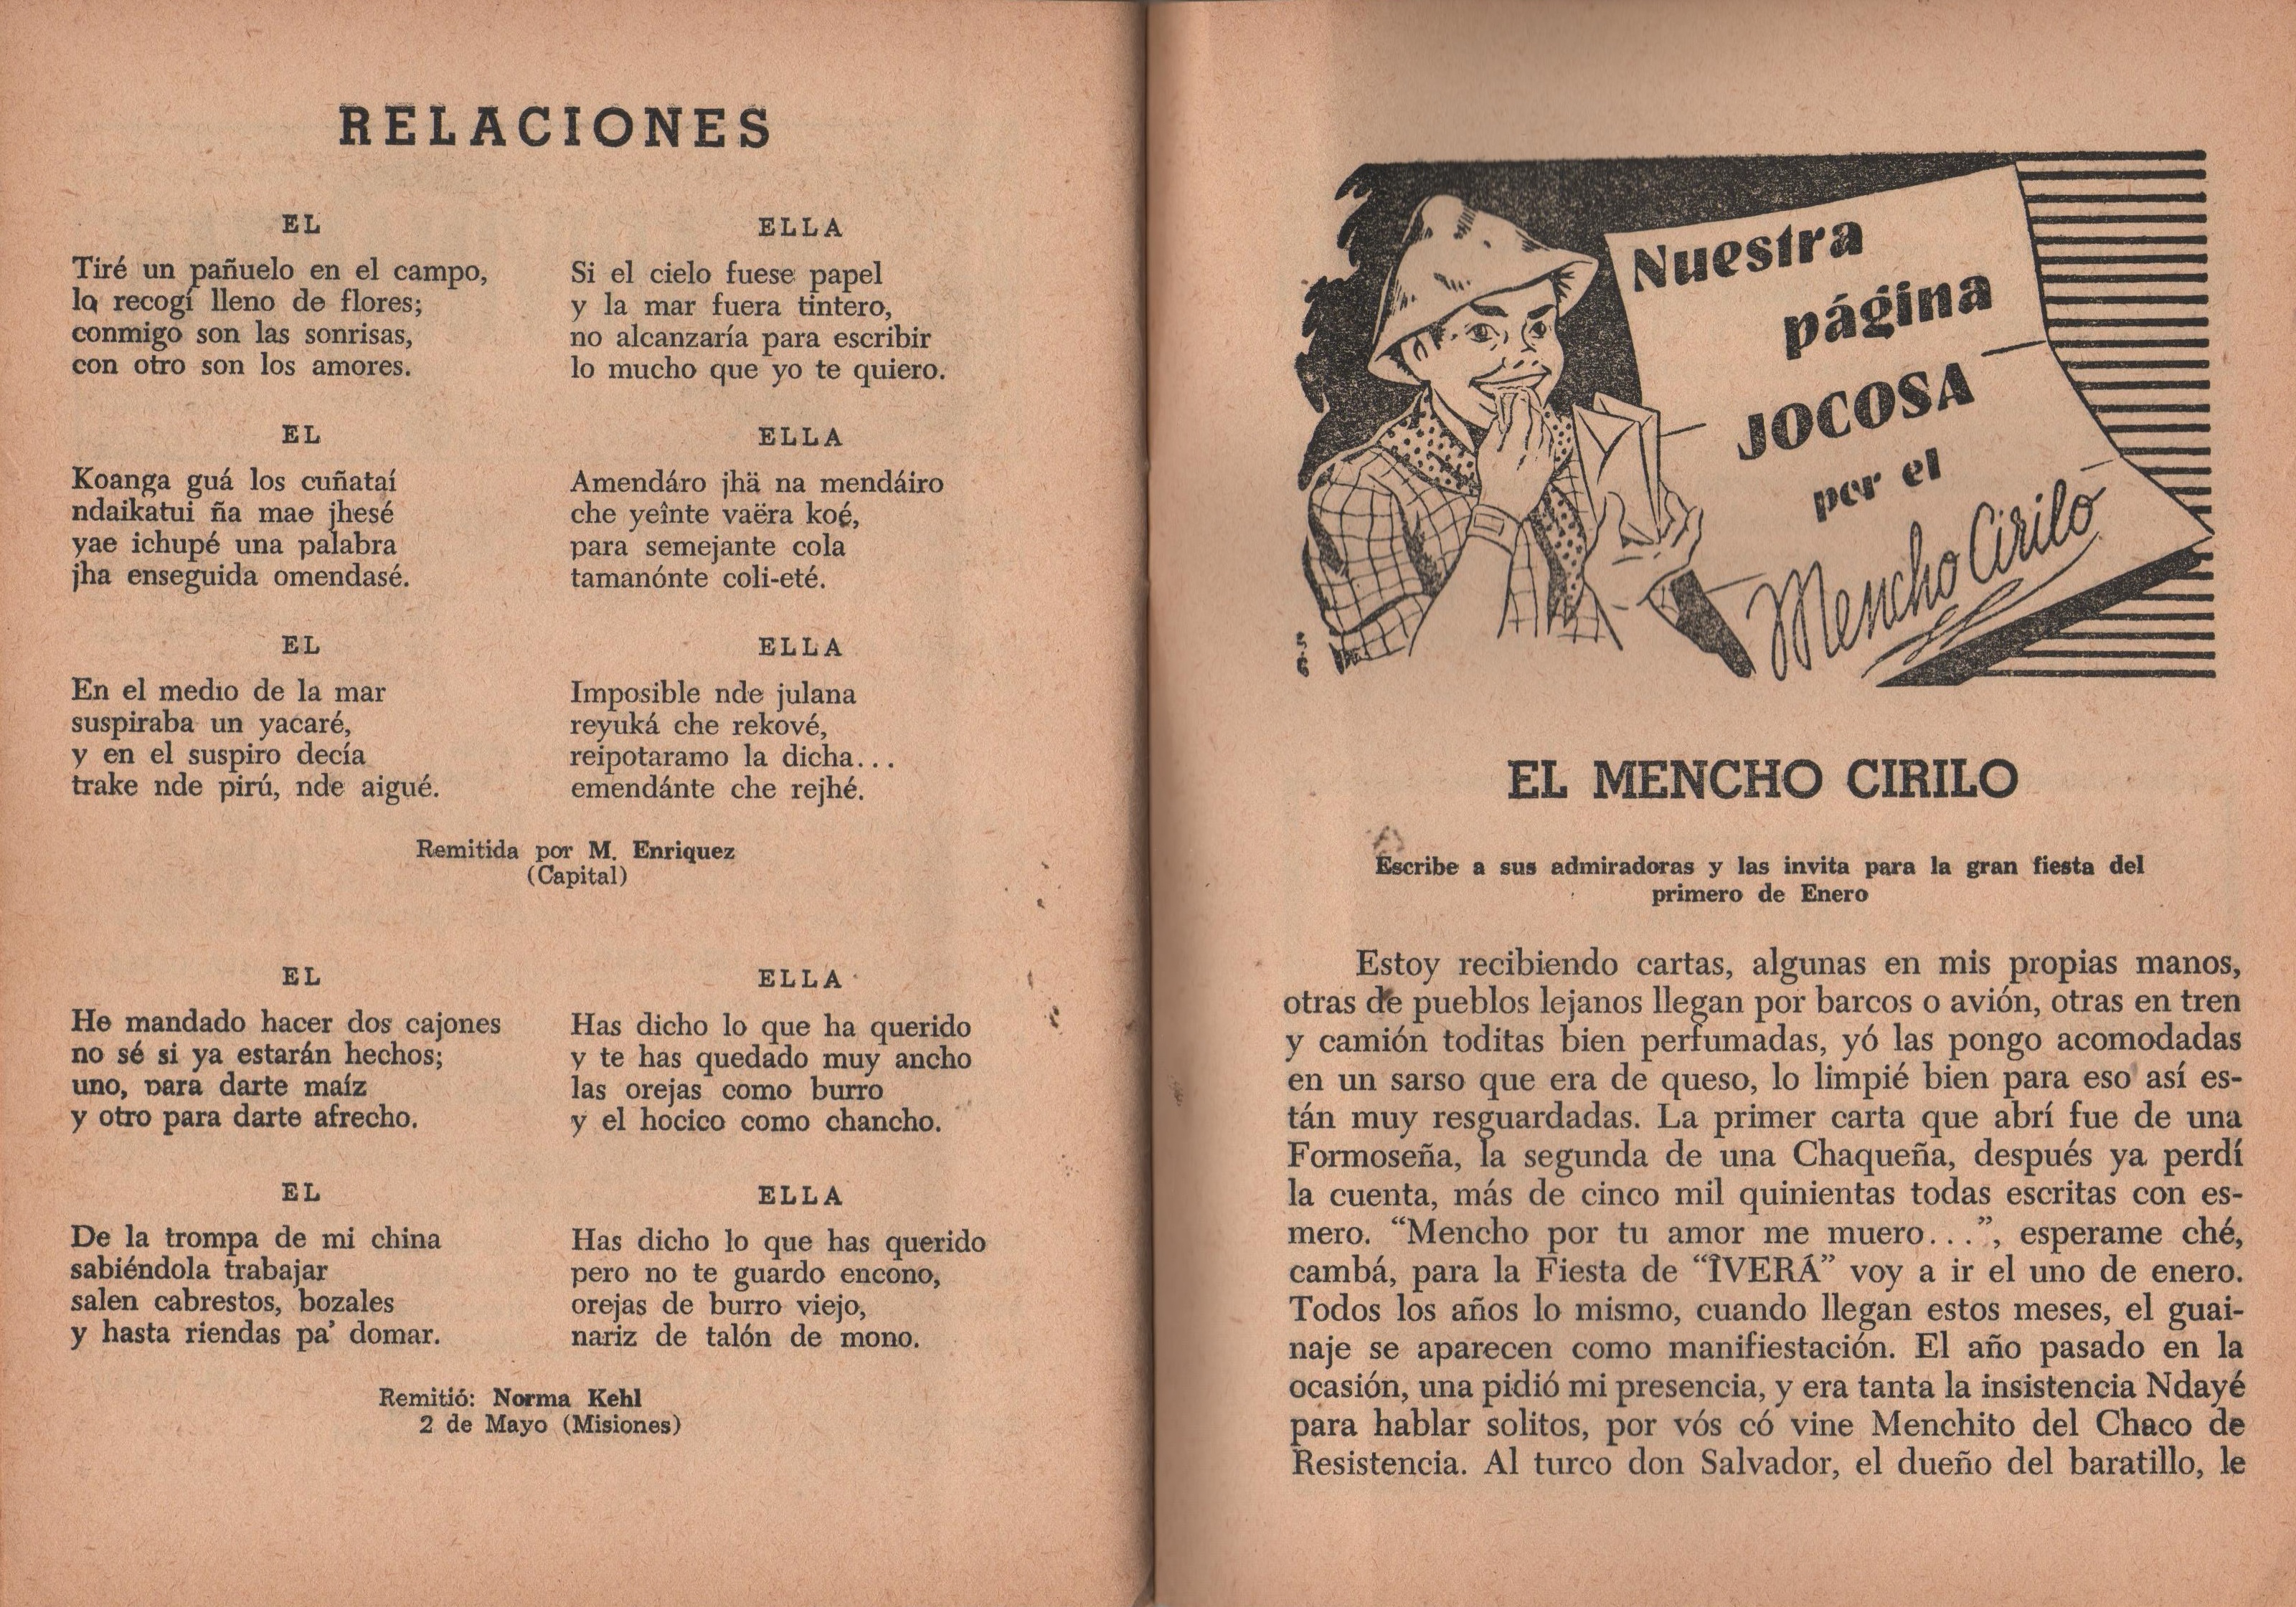 RELACIONES
EL
Tiré un pañuelo en el campo,
lo recogí lleno de flores;
conmigo son las sonrisas,
con otro son los amores.
ELLA
Si el cielo fuese papel
y la mar fuera tintero,
no alcanzaría para escribir
lo mucho que yo te quiero.
EL
Koanga guá los cuñataí
ndaikatui ña mae jhesé
yae ichupé una palabra
jha enseguida omendasé.
ELLA
Amendáro jhä na mendáiro
che yeînte vaëra koé,
para semejante cola
tamanónte coli-eté.
EL
En el medio de la mar
suspiraba un yacaré,
y en el suspiro decía
trake nde pirú, nde aigué.
ELLA
Imposible nde julana
reyuká che rekové,
reipotaramo la dicha...
emendánte che rejhé.
Remitida por M. Enriquez
(Capital)
EL
He mandado hacer dos cajones
no sé si ya estarán hechos;
uno, para darte maíz
y otro para darte afrecho.
ELLA
Has dicho lo que ha querido
y te has quedado muy ancho
las orejas como burro
y el hocico como chancho.
EL
De la trompa de mi china
sabiéndola trabajar
salen cabrestos, bozales
y hasta riendas pa' domar.
ELLA
Has dicho lo que has querido
pero no te guardo encono,
orejas de burro viejo,
nariz de talón de mono.
Remitió: Norma Kehl
2 de Mayo (Misiones)
Nuestra
página
JOCOSA
por el
Mencho Cirilo
EL MENCHO CIRILO
Escribe a sus admiradoras y las invita para la gran fiesta del
primero de Enero
Estoy recibiendo cartas, algunas en mis propias manos,
otras de pueblos lejanos llegan por barcos o avión, otras en tren
y camión toditas bien perfumadas, yó las pongo acomodadas
en un sarso que era de queso, lo limpié bien para eso así es-
tán muy resguardadas. La primer carta que abrí fue de una
Formoseña, la segunda de una Chaqueña, después ya perdí
la cuenta, más de cinco mil quinientas todas escritas con es-
mero. “Mencho por tu amor me muero...”, esperame ché,
cambá, para la Fiesta de “ÎVERÁ” voy a ir el uno de enero.
Todos los años lo mismo, cuando llegan estos meses, el guai-
naje se aparecen como manifiestación. El año pasado en la
ocasión, una pidió mi presencia, y era tanta la insistencia Ndayé
para hablar solitos, por vós có vine Menchito del Chaco de
Resistencia. Al turco don Salvador, el dueño del baratillo, le